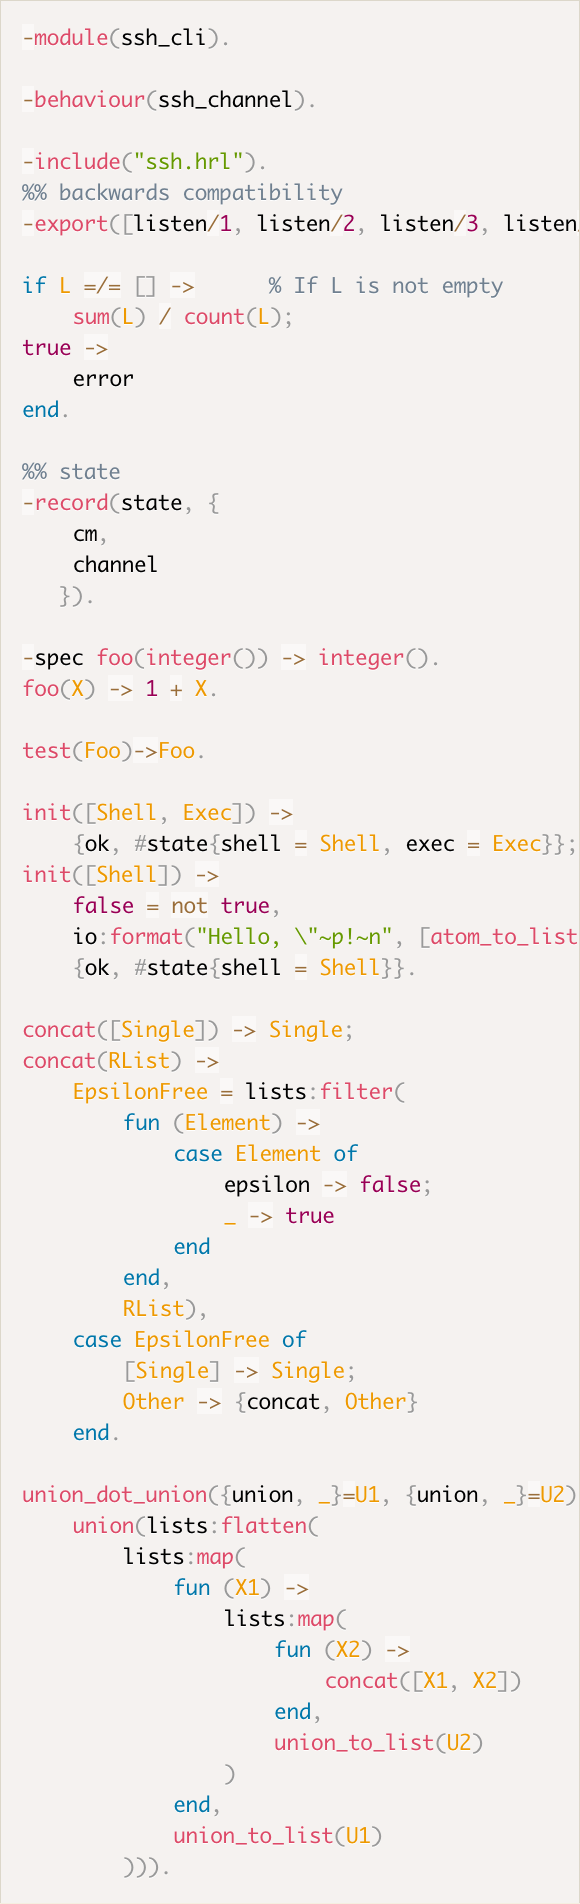 -module(ssh_cli).

-behaviour(ssh_channel).

-include("ssh.hrl").
%% backwards compatibility
-export([listen/1, listen/2, listen/3, listen/

if L =/= [] ->      % If L is not empty
    sum(L) / count(L);
true ->
    error
end.

%% state
-record(state, {
    cm,
    channel
   }).

-spec foo(integer()) -> integer().
foo(X) -> 1 + X.

test(Foo)->Foo.

init([Shell, Exec]) ->
    {ok, #state{shell = Shell, exec = Exec}};
init([Shell]) ->
    false = not true,
    io:format("Hello, \"~p!~n", [atom_to_list
    {ok, #state{shell = Shell}}.

concat([Single]) -> Single;
concat(RList) ->
    EpsilonFree = lists:filter(
        fun (Element) ->
            case Element of
                epsilon -> false;
                _ -> true
            end
        end,
        RList),
    case EpsilonFree of
        [Single] -> Single;
        Other -> {concat, Other}
    end.

union_dot_union({union, _}=U1, {union, _}=U2)
    union(lists:flatten(
        lists:map(
            fun (X1) ->
                lists:map(
                    fun (X2) ->
                        concat([X1, X2])
                    end,
                    union_to_list(U2)
                )
            end,
            union_to_list(U1)
        ))).